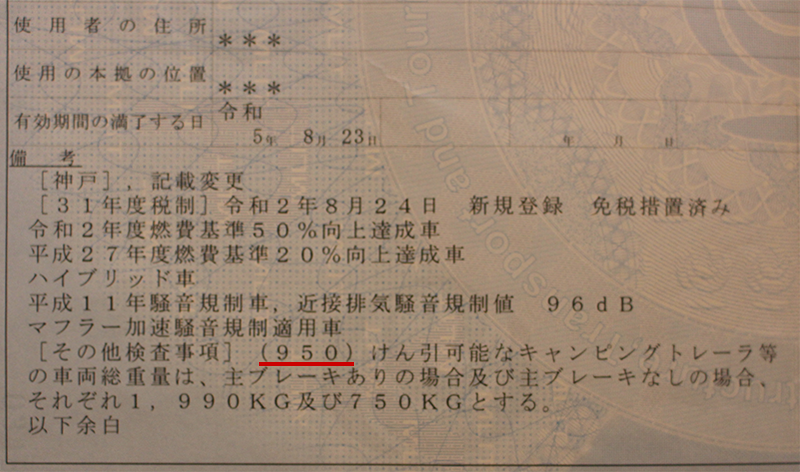 使用者の住所
＊＊＊
使用の本拠の位置
＊＊＊
有効期間の満了する日 令和
5年 8月 23日 年 月 日
備 考
［神戸］，記載変更
［３１年度税制］令和２年８月２４日 新規登録 免税措置済み
令和２年度燃費基準５０％向上達成車
平成２７年度燃費基準２０％向上達成車
ハイブリッド車
平成１１年騒音規制車，近接排気騒音規制値 ９６ｄＢ
マフラー加速騒音規制適用車
［その他検査事項］（９５０）けん引可能なキャンピングトレーラ等
の車両総重量は、主ブレーキありの場合及び主ブレーキなしの場合、
それぞれ１，９９０ＫＧ及び７５０ＫＧとする。
以下余白